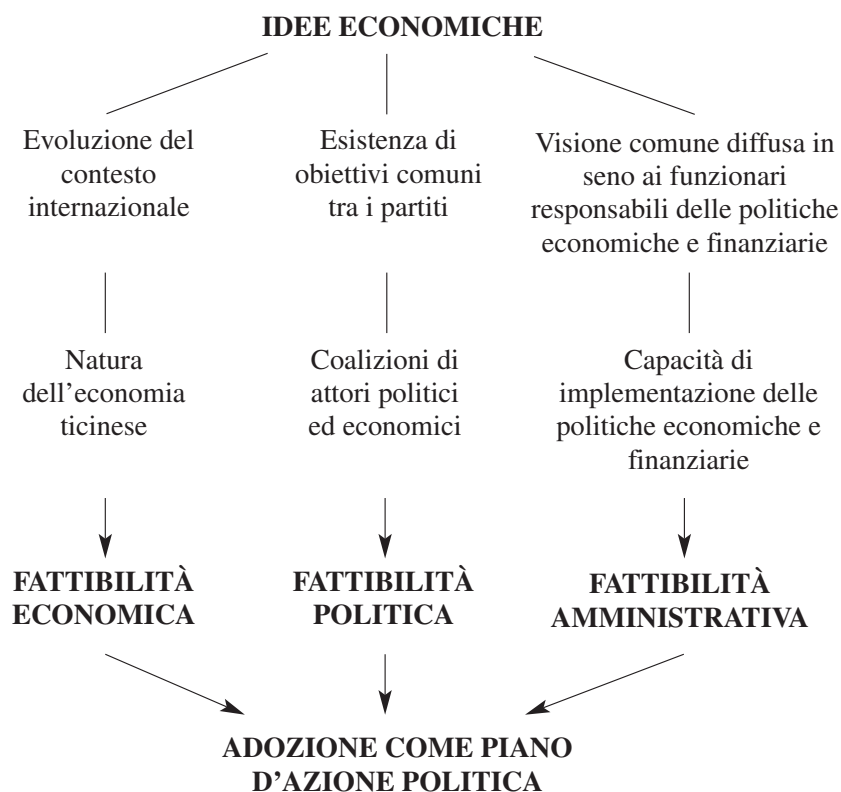 IDEE ECONOMICHE
Evoluzione del
contesto
internazionale
Esistenza di
obiettivi comuni
tra i partiti
Visione comune diffusa in
seno ai funzionari
responsabili delle politiche
economiche e finanziarie
Natura
dell'economia
ticinese
Coalizioni di
attori politici
ed economici
Capacità di
implementazione delle
politiche economiche e
finanziarie
FATTIBILITÀ
ECONOMICA
FATTIBILITÀ
POLITICA
FATTIBILITÀ
AMMINISTRATIVA
ADOZIONE COME PIANO
D'AZIONE POLITICA